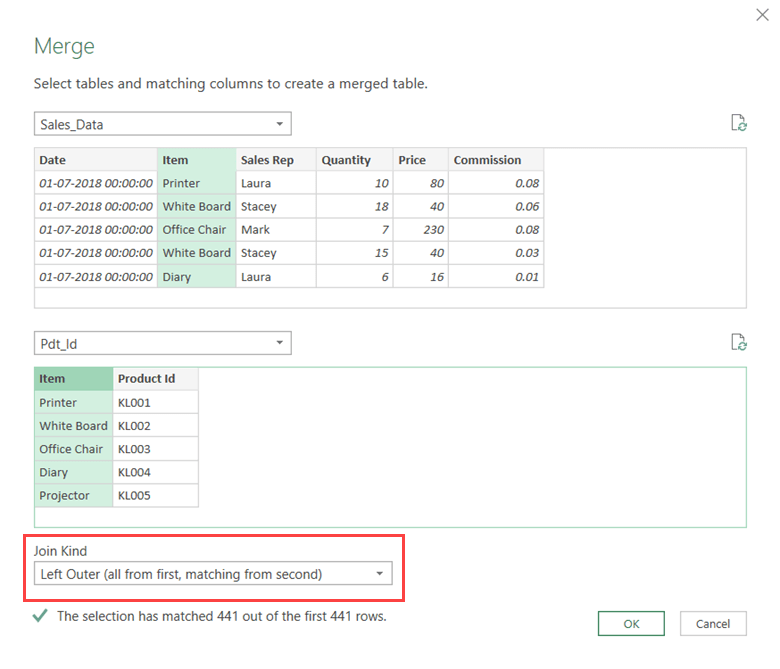 Merge
Select tables and matching columns to create a merged table.
Sales_Data
Date Item Sales Rep Quantity Price Commission
01-07-2018 00:00:00 Printer Laura 10 80 0.08
01-07-2018 00:00:00 White Board Stacey 18 40 0.06
01-07-2018 00:00:00 Office Chair Mark 7 230 0.08
01-07-2018 00:00:00 White Board Stacey 15 40 0.03
01-07-2018 00:00:00 Diary Laura 6 16 0.01
Pdt_Id
Item Product Id
Printer KL001
White Board KL002
Office Chair KL003
Diary KL004
Projector KL005
Join Kind
Left Outer (all from first, matching from second)
The selection has matched 441 out of the first 441 rows.
OK Cancel